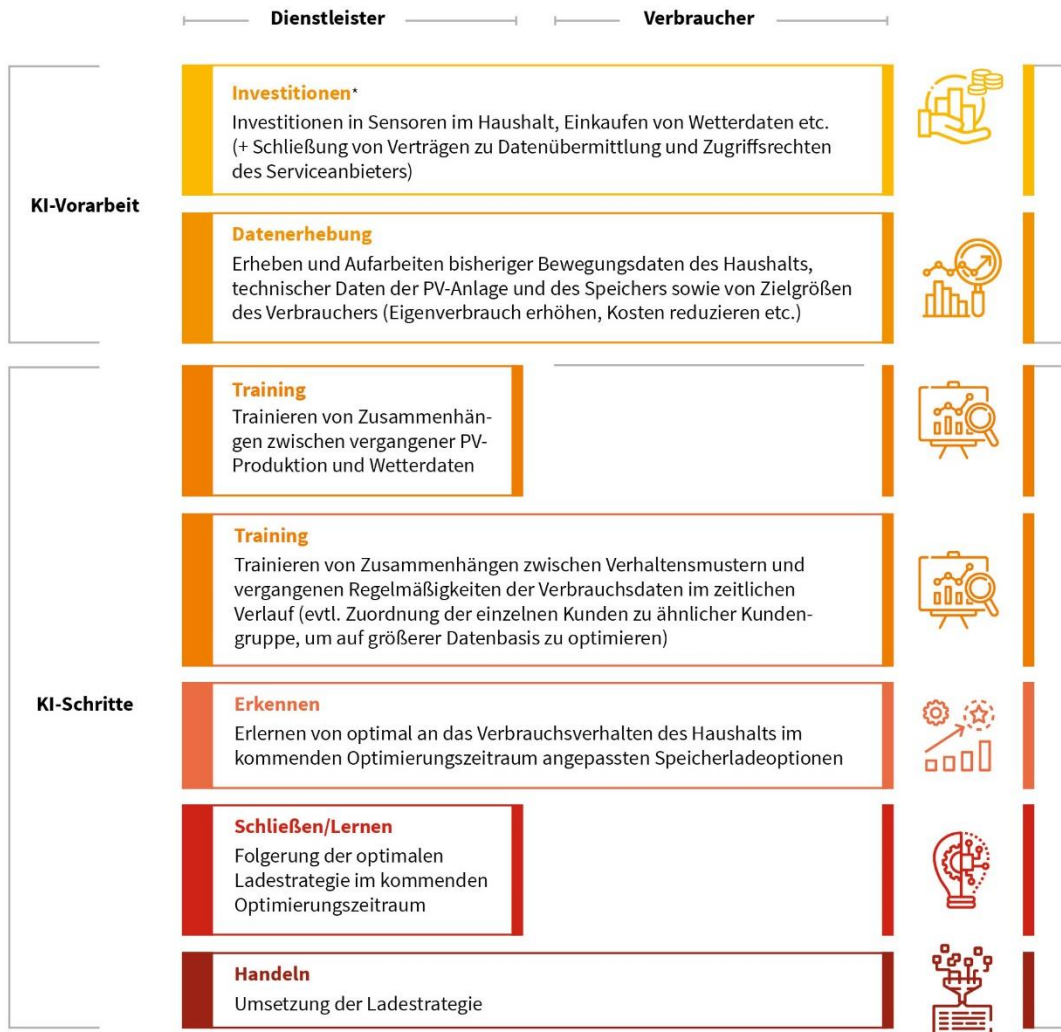 Dienstleister
Verbraucher
KI-Vorarbeit
Investitionen*
Investitionen in Sensoren im Haushalt, Einkaufen von Wetterdaten etc.
(+ Schließung von Verträgen zu Datenübermittlung und Zugriffsrechten
des Serviceanbieters)
Datenerhebung
Erheben und Aufarbeiten bisheriger Bewegungsdaten des Haushalts,
technischer Daten der PV-Anlage und des Speichers sowie von Zielgrößen
des Verbrauchers (Eigenverbrauch erhöhen, Kosten reduzieren etc.)
KI-Schritte
Training
Trainieren von Zusammenhän-
gen zwischen vergangener PV-
Produktion und Wetterdaten
Training
Trainieren von Zusammenhängen zwischen Verhaltensmustern und
vergangenen Regelmäßigkeiten der Verbrauchsdaten im zeitlichen
Verlauf (evtl. Zuordnung der einzelnen Kunden zu ähnlicher Kunden-
gruppe, um auf größerer Datenbasis zu optimieren)
Erkennen
Erlernen von optimal an das Verbrauchsverhalten des Haushalts im
kommenden Optimierungszeitraum angepassten Speicherladeoptionen
Schließen/Lernen
Folgerung der optimalen
Ladestrategie im kommenden
Optimierungszeitraum
Handeln
Umsetzung der Ladestrategie